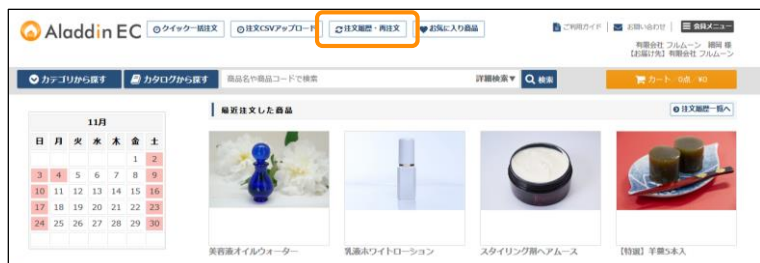 Aladdin EC
クイック一括注文
注文CSVアップロード
注文履歴・再注文
お気に入り商品
ご利用ガイド
お問い合わせ
会員メニュー
有限会社 フルムーン 細岡 様
【お届け先】有限会社 フルムーン
カテゴリから探す
カタログから探す
商品名や商品コードで検索
詳細検索▼
検索
カート 0点 ¥0
11月
日 月 火 水 木 金 土
1 2
3 4 5 6 7 8 9
10 11 12 13 14 15 16
17 18 19 20 21 22 23
24 25 26 27 28 29 30
最近注文した商品
注文履歴一覧へ
美容液オイルウォーター
乳液ホワイトローション
スタイリング剤ヘアムース
【特選】羊羹5本入